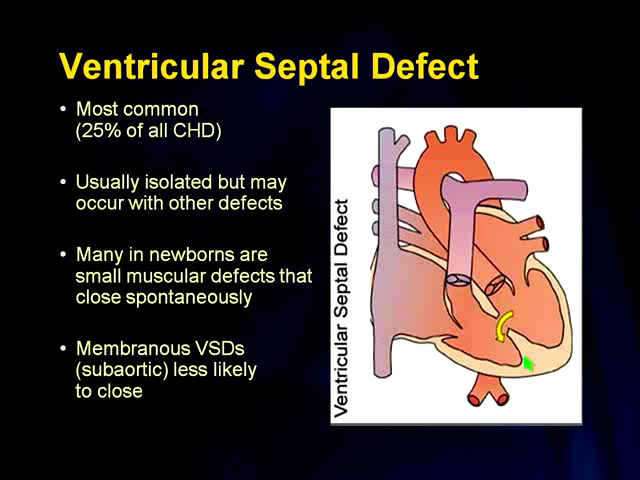 Ventricular Septal Defect
• Most common
(25% of all CHD)
• Usually isolated but may
occur with other defects
• Many in newborns are
small muscular defects that
close spontaneously
• Membranous VSDs
(subaortic) less likely
to close
Ventricular Septal Defect